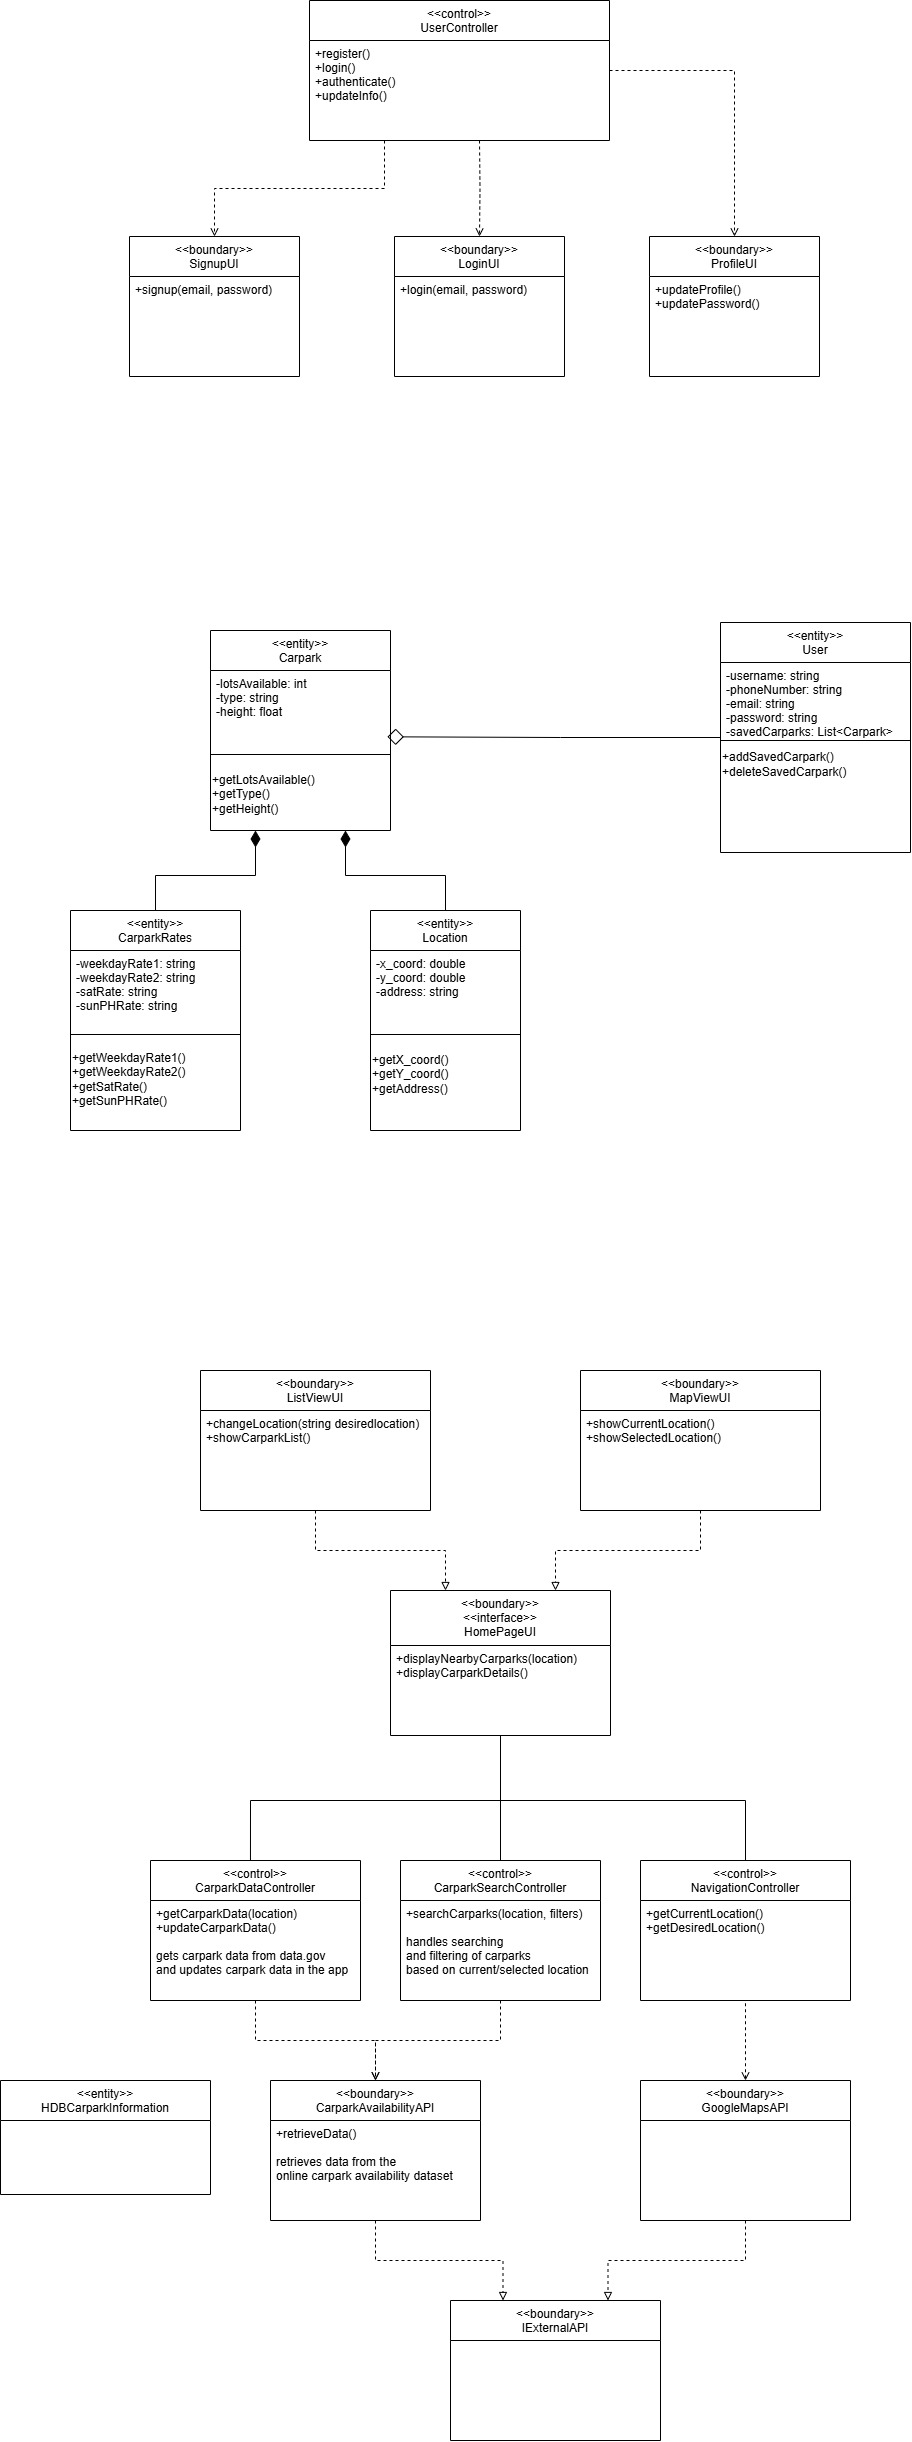 <<control>>
UserController
+register()
+login()
+authenticate()
+updateInfo()
<<boundary>>
SignupUI
+signup(email, password)
<<boundary>>
LoginUI
+login(email, password)
<<boundary>>
ProfileUI
+updateProfile()
+updatePassword()
<<entity>>
Carpark
-lotsAvailable: int
-type: string
-height: float
+getLotsAvailable()
+getType()
+getHeight()
<<entity>>
User
-username: string
-phoneNumber: string
-email: string
-password: string
-savedCarparks: List<Carpark>
+addSavedCarpark()
+deleteSavedCarpark()
<<entity>>
CarparkRates
-weekdayRate1: string
-weekdayRate2: string
-satRate: string
-sunPHRate: string
+getWeekdayRate1()
+getWeekdayRate2()
+getSatRate()
+getSunPHRate()
<<entity>>
Location
-x_coord: double
-y_coord: double
-address: string
+getX_coord()
+getY_coord()
+getAddress()
<<boundary>>
ListViewUI
+changeLocation(string desiredlocation)
+showCarparkList()
<<boundary>>
MapViewUI
+showCurrentLocation()
+showSelectedLocation()
<<boundary>>
<<interface>>
HomePageUI
+displayNearbyCarparks(location)
+displayCarparkDetails()
<<control>>
CarparkDataController
+getCarparkData(location)
+updateCarparkData()
gets carpark data from data.gov
and updates carpark data in the app
<<control>>
CarparkSearchController
+searchCarparks(location, filters)
handles searching
and filtering of carparks
based on current/selected location
<<control>>
NavigationController
+getCurrentLocation()
+getDesiredLocation()
<<entity>>
HDBCarparkInformation
<<boundary>>
CarparkAvailabilityAPI
+retrieveData()
retrieves data from the
online carpark availability dataset
<<boundary>>
GoogleMapsAPI
<<boundary>>
IExternalAPI